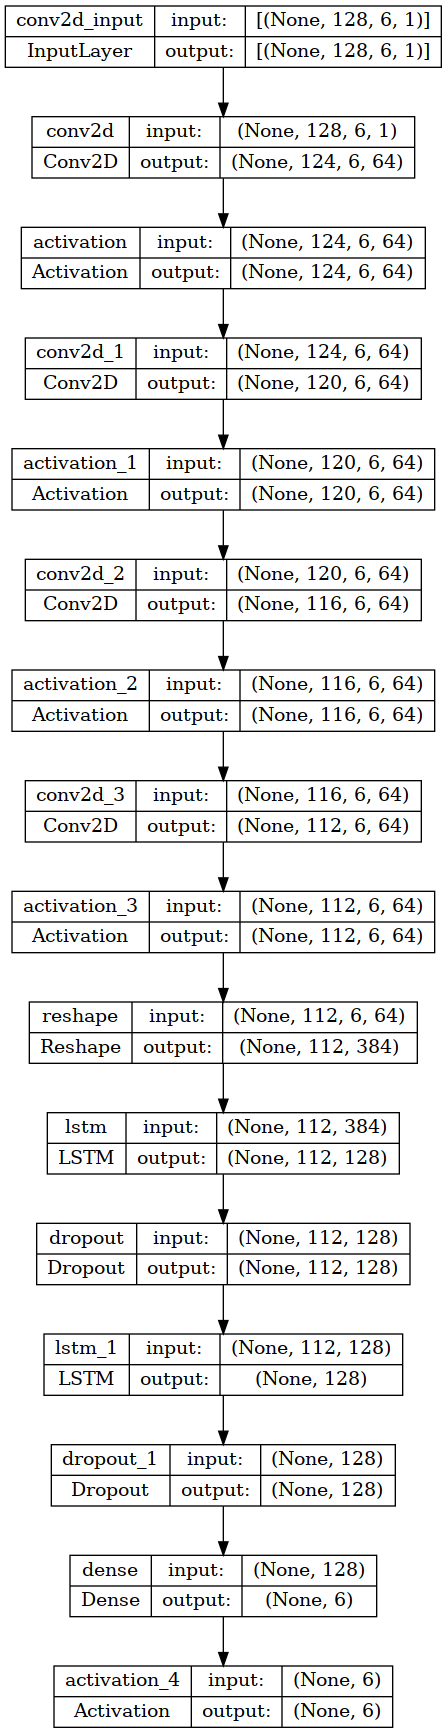 conv2d_input input: [(None, 128, 6, 1)]
InputLayer output: [(None, 128, 6, 1)]
conv2d input: (None, 128, 6, 1)
Conv2D output: (None, 124, 6, 64)
activation input: (None, 124, 6, 64)
Activation output: (None, 124, 6, 64)
conv2d_1 input: (None, 124, 6, 64)
Conv2D output: (None, 120, 6, 64)
activation_1 input: (None, 120, 6, 64)
Activation output: (None, 120, 6, 64)
conv2d_2 input: (None, 120, 6, 64)
Conv2D output: (None, 116, 6, 64)
activation_2 input: (None, 116, 6, 64)
Activation output: (None, 116, 6, 64)
conv2d_3 input: (None, 116, 6, 64)
Conv2D output: (None, 112, 6, 64)
activation_3 input: (None, 112, 6, 64)
Activation output: (None, 112, 6, 64)
reshape input: (None, 112, 6, 64)
Reshape output: (None, 112, 384)
lstm input: (None, 112, 384)
LSTM output: (None, 112, 128)
dropout input: (None, 112, 128)
Dropout output: (None, 112, 128)
lstm_1 input: (None, 112, 128)
LSTM output: (None, 128)
dropout_1 input: (None, 128)
Dropout output: (None, 128)
dense input: (None, 128)
Dense output: (None, 6)
activation_4 input: (None, 6)
Activation output: (None, 6)